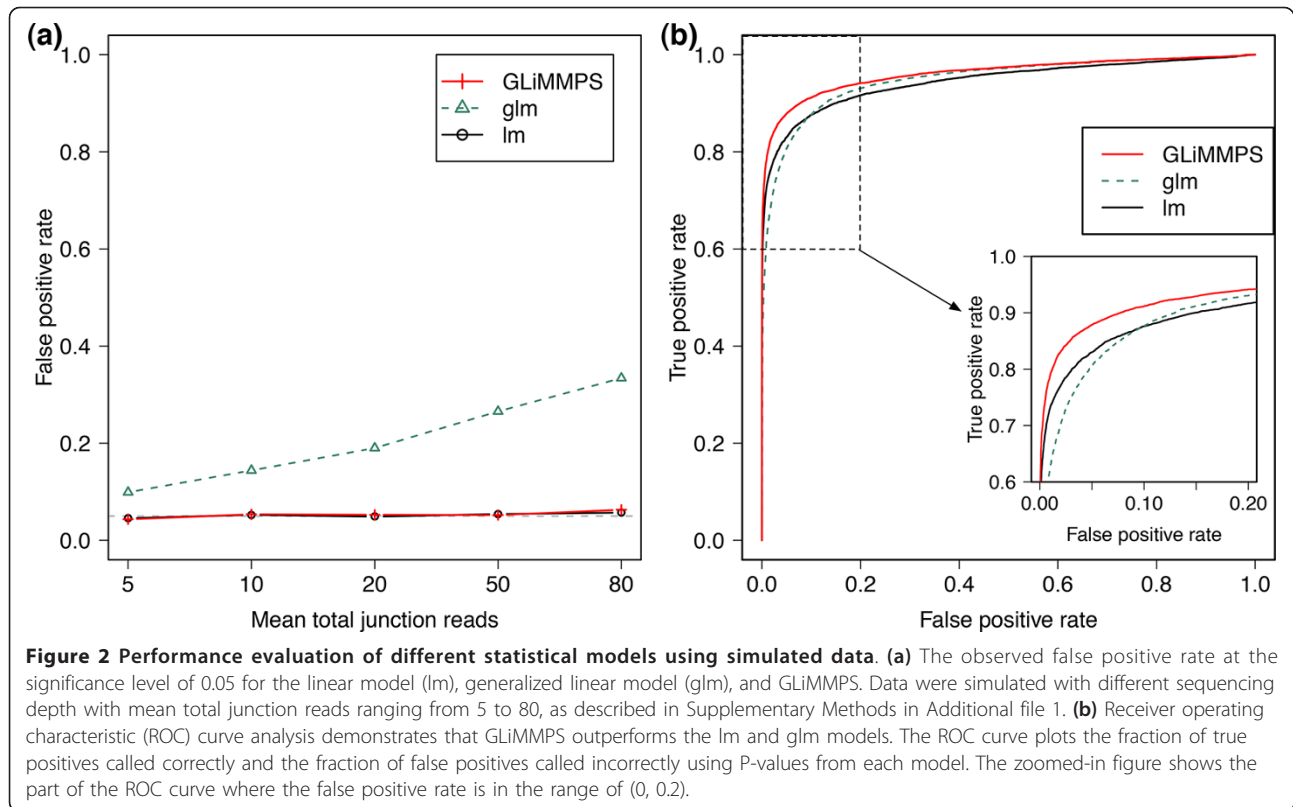 (a)
1.0
0.8
0.6
0.4
0.2
0.0
False positive rate
5
10
20
50
80
Mean total junction reads
GLiMMPS
glm
lm
(b)
1.0
0.8
0.6
0.4
0.2
0.0
True positive rate
0.0
0.2
0.4
0.6
0.8
1.0
False positive rate
GLiMMPS
glm
lm
1.0
0.9
0.8
0.7
0.6
True positive rate
0.00
0.10
0.20
False positive rate
Figure 2 Performance evaluation of different statistical models using simulated data. (a) The observed false positive rate at the
significance level of 0.05 for the linear model (lm), generalized linear model (glm), and GLiMMPS. Data were simulated with different sequencing
depth with mean total junction reads ranging from 5 to 80, as described in Supplementary Methods in Additional file 1. (b) Receiver operating
characteristic (ROC) curve analysis demonstrates that GLiMMPS outperforms the lm and glm models. The ROC curve plots the fraction of true
positives called correctly and the fraction of false positives called incorrectly using P-values from each model. The zoomed-in figure shows the
part of the ROC curve where the false positive rate is in the range of (0, 0.2).